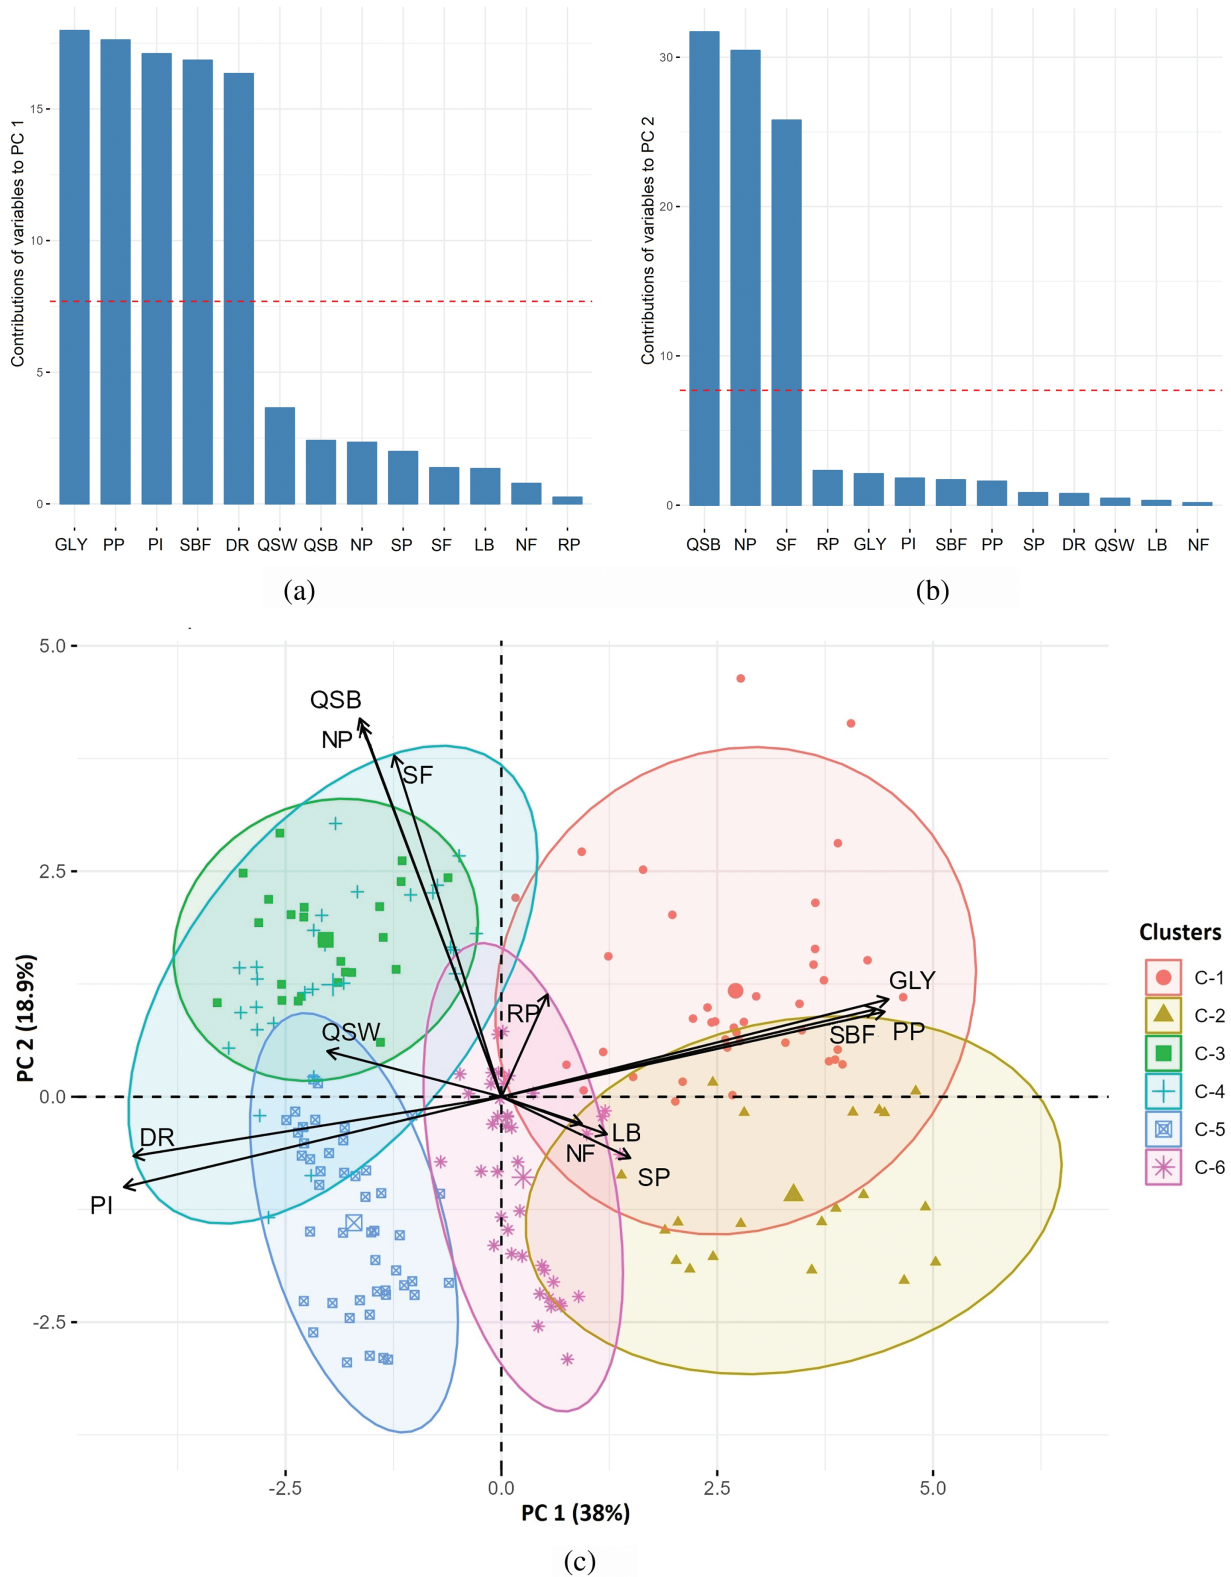 Contributions of variables to PC 1
15
10
5
0
GLY PP PI SBF DR QSW QSB NP SP SF LB NF RP
(a)
Contributions of variables to PC 2
30
20
10
0
QSB NP SF RP GLY PI SBF PP SP DR QSW LB NF
(b)
PC 2 (18.9%)
5.0
2.5
0.0
-2.5
QSB
NP
SF
RP
GLY
SBF PP
QSW
DR
PI
LB
NF
SP
-2.5 0.0 2.5 5.0
PC 1 (38%)
Clusters
C-1
C-2
C-3
C-4
C-5
C-6
(c)